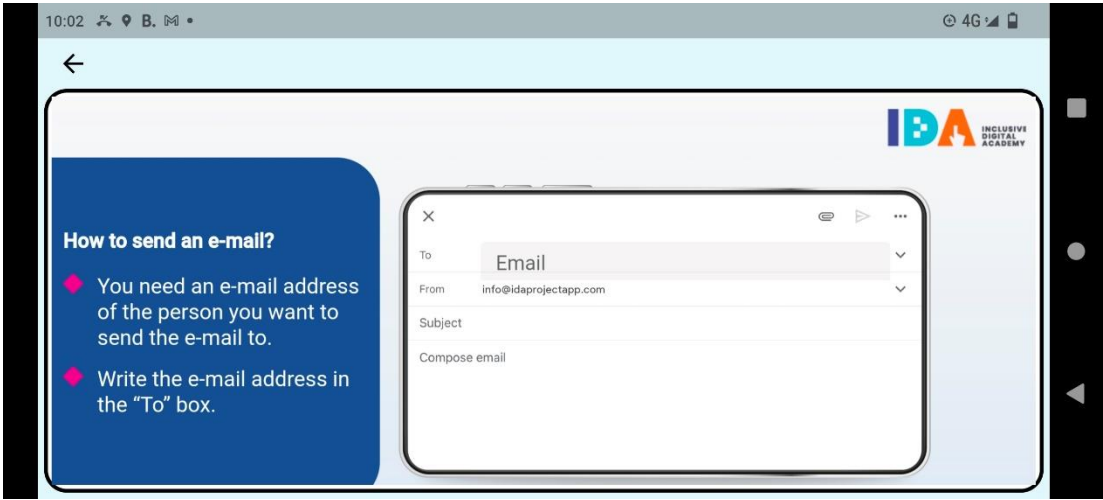 10:02 B. M
4G
IDA INCLUSIVE
DIGITAL
ACADEMY
How to send an e-mail?
You need an e-mail address
of the person you want to
send the e-mail to.
Write the e-mail address in
the “To” box.
To Email
From info@idaprojectapp.com
Subject
Compose email